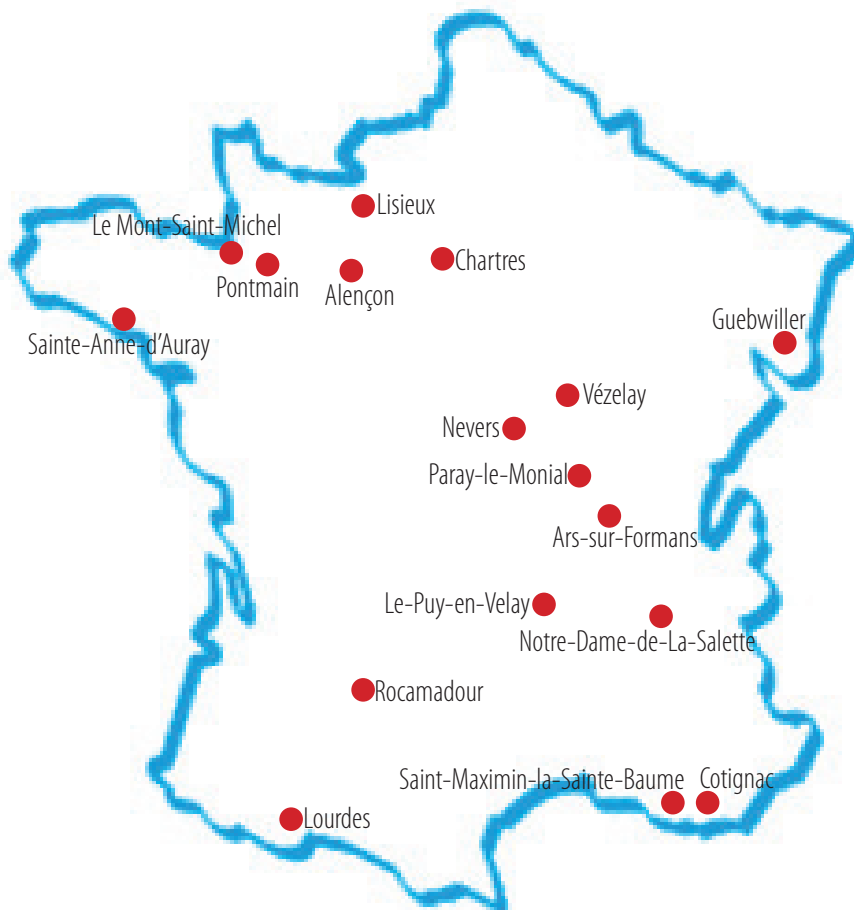 Lisieux
Le Mont-Saint-Michel
Chartres
Pontmain
Alençon
Guebwiller
Sainte-Anne-d'Auray
Vézelay
Nevers
Paray-le-Monial
Ars-sur-Formans
Le-Puy-en-Velay
Notre-Dame-de-La-Salette
Rocamadour
Saint-Maximin-la-Sainte-Baume
Cotignac
Lourdes